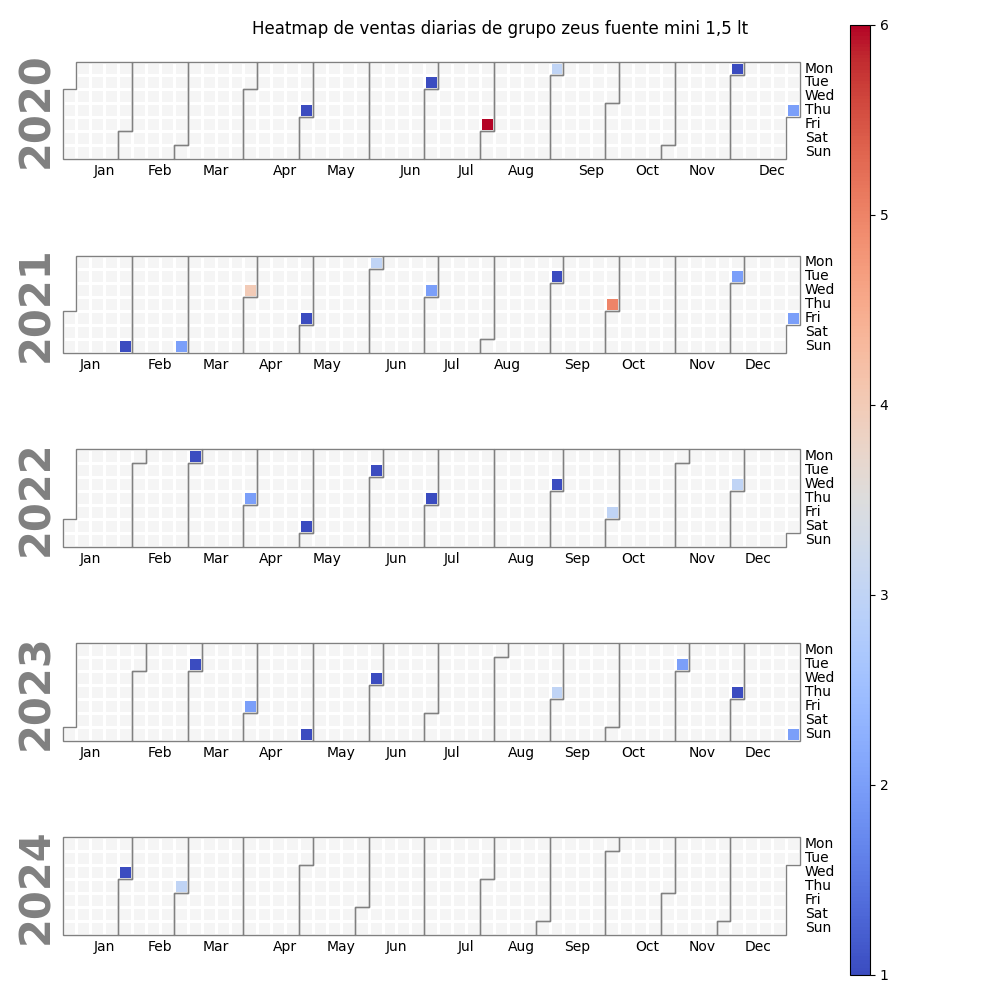 Heatmap de ventas diarias de grupo zeus fuente mini 1,5 lt
2020
Mon
Tue
Wed
Thu
Fri
Sat
Sun
Jan Feb Mar Apr May Jun Jul Aug Sep Oct Nov Dec
2021
Mon
Tue
Wed
Thu
Fri
Sat
Sun
Jan Feb Mar Apr May Jun Jul Aug Sep Oct Nov Dec
2022
Mon
Tue
Wed
Thu
Fri
Sat
Sun
Jan Feb Mar Apr May Jun Jul Aug Sep Oct Nov Dec
2023
Mon
Tue
Wed
Thu
Fri
Sat
Sun
Jan Feb Mar Apr May Jun Jul Aug Sep Oct Nov Dec
2024
Mon
Tue
Wed
Thu
Fri
Sat
Sun
Jan Feb Mar Apr May Jun Jul Aug Sep Oct Nov Dec
6
5
4
3
2
1